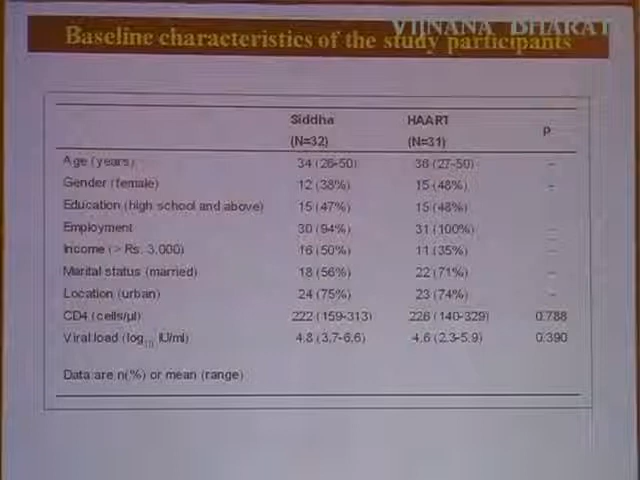 VIJNANA BHARATI
Baseline characteristics of the study participants
Siddha HAART p
(N=32) (N=31)
Age (years) 34 (26-50) 36 (27-50) –
Gender (female) 12 (38%) 15 (48%) –
Education (high school and above) 15 (47%) 15 (48%)
Employment 30 (94%) 31 (100%) –
Income (> Rs. 3,000) 16 (50%) 11 (35%) –
Marital status (married) 18 (56%) 22 (71%) –
Location (urban) 24 (75%) 23 (74%) –
CD4 (cells/µl) 222 (159-313) 226 (140-329) 0.788
Viral load (log10 IU/ml) 4.8 (3.7-6.6) 4.6 (2.3-5.9) 0.390
Data are n(%) or mean (range)